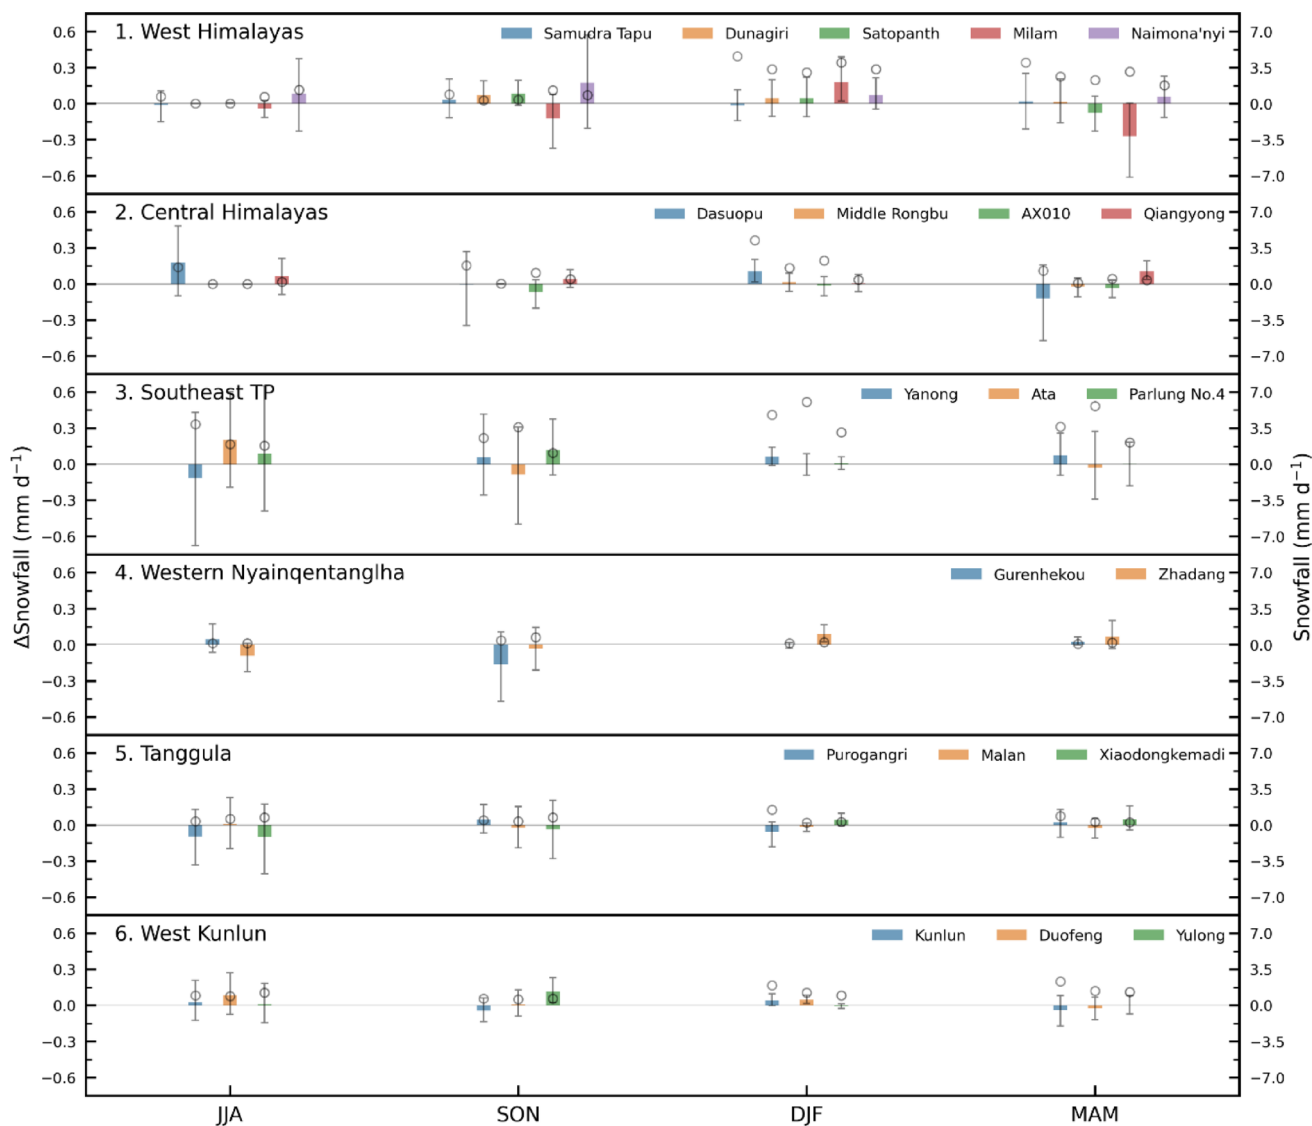 1. West Himalayas
Samudra Tapu Dunagiri Satopanth Milam Naimona'nyi
0.6 7.0
0.3 3.5
0.0 0.0
−0.3 −3.5
−0.6 −7.0
2. Central Himalayas
Dasuopu Middle Rongbu AX010 Qiangyong
0.6 7.0
0.3 3.5
0.0 0.0
−0.3 −3.5
−0.6 −7.0
3. Southeast TP
Yanong Ata Parlung No.4
0.6 7.0
0.3 3.5
0.0 0.0
−0.3 −3.5
−0.6 −7.0
ΔSnowfall (mm d⁻¹)
Snowfall (mm d⁻¹)
4. Western Nyainqentanglha
Gurenhekou Zhadang
0.6 7.0
0.3 3.5
0.0 0.0
−0.3 −3.5
−0.6 −7.0
5. Tanggula
Purogangri Malan Xiaodongkemadi
0.6 7.0
0.3 3.5
0.0 0.0
−0.3 −3.5
−0.6 −7.0
6. West Kunlun
Kunlun Duofeng Yulong
0.6 7.0
0.3 3.5
0.0 0.0
−0.3 −3.5
−0.6 −7.0
JJA SON DJF MAM